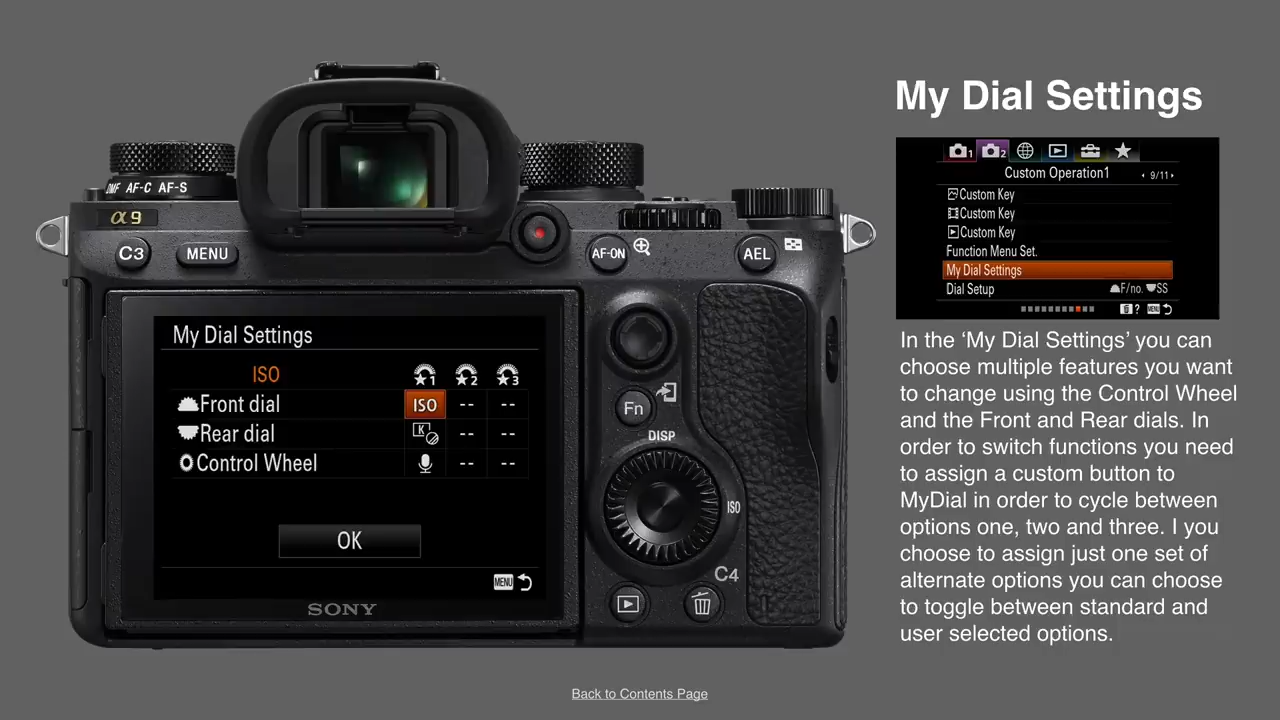 My Dial Settings
DMF AF-C AF-S
α9
C3
MENU
AF-ON
AEL
My Dial Settings
ISO
★1 ★2 ★3
Front dial ISO -- --
Rear dial K -- --
Control Wheel -- --
OK
MENU
SONY
Fn
DISP
ISO
C4
1 2
Custom Operation1 9/11
Custom Key
Custom Key
Custom Key
Function Menu Set.
My Dial Settings
Dial Setup F/no. SS
? MENU
In the ‘My Dial Settings’ you can
choose multiple features you want
to change using the Control Wheel
and the Front and Rear dials. In
order to switch functions you need
to assign a custom button to
MyDial in order to cycle between
options one, two and three. I you
choose to assign just one set of
alternate options you can choose
to toggle between standard and
user selected options.
Back to Contents Page